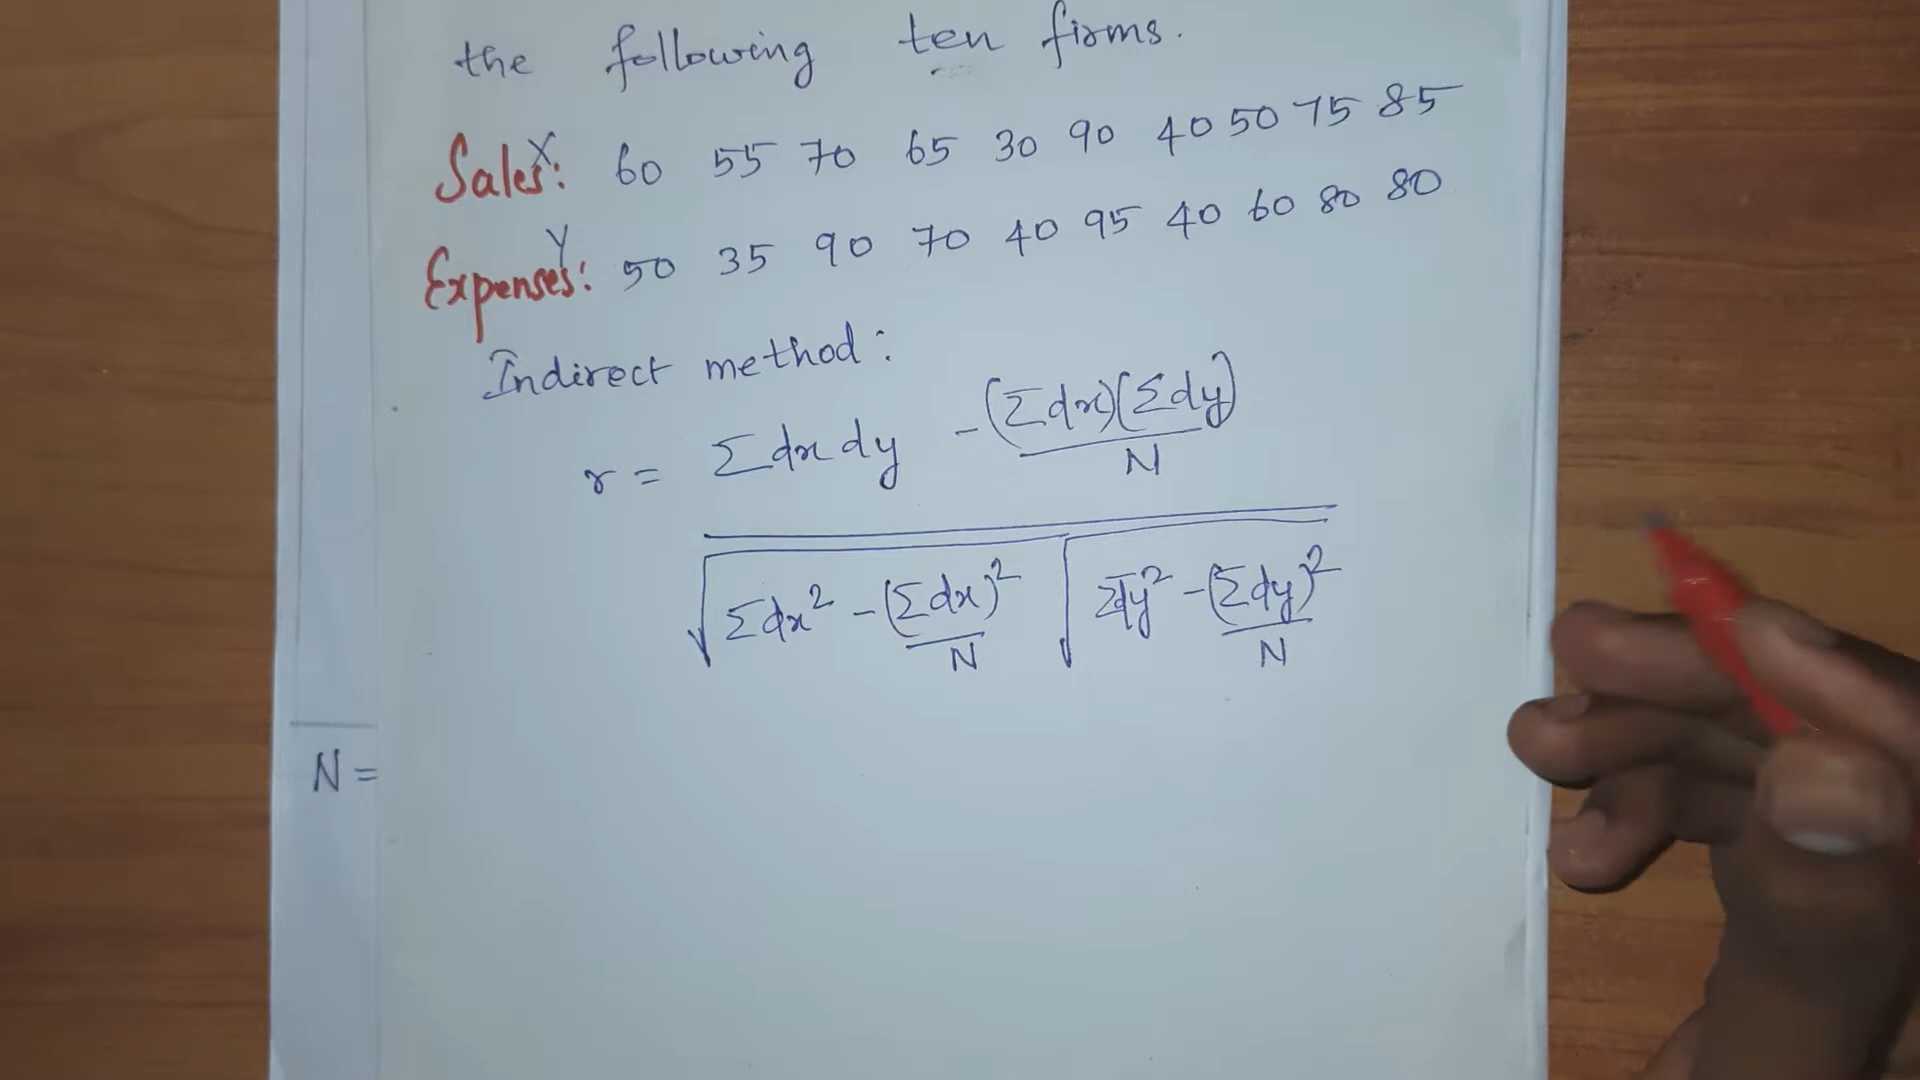 the following ten firms.
Sales: X 60 55 70 65 30 90 40 50 75 85
Expenses: Y 50 35 90 70 40 95 40 60 80 80
Indirect method:
r = Σdxdy - (Σdx)(Σdy)
N
√Σdx² - (Σdx)² √Σdy² - (Σdy)²
N N
N =